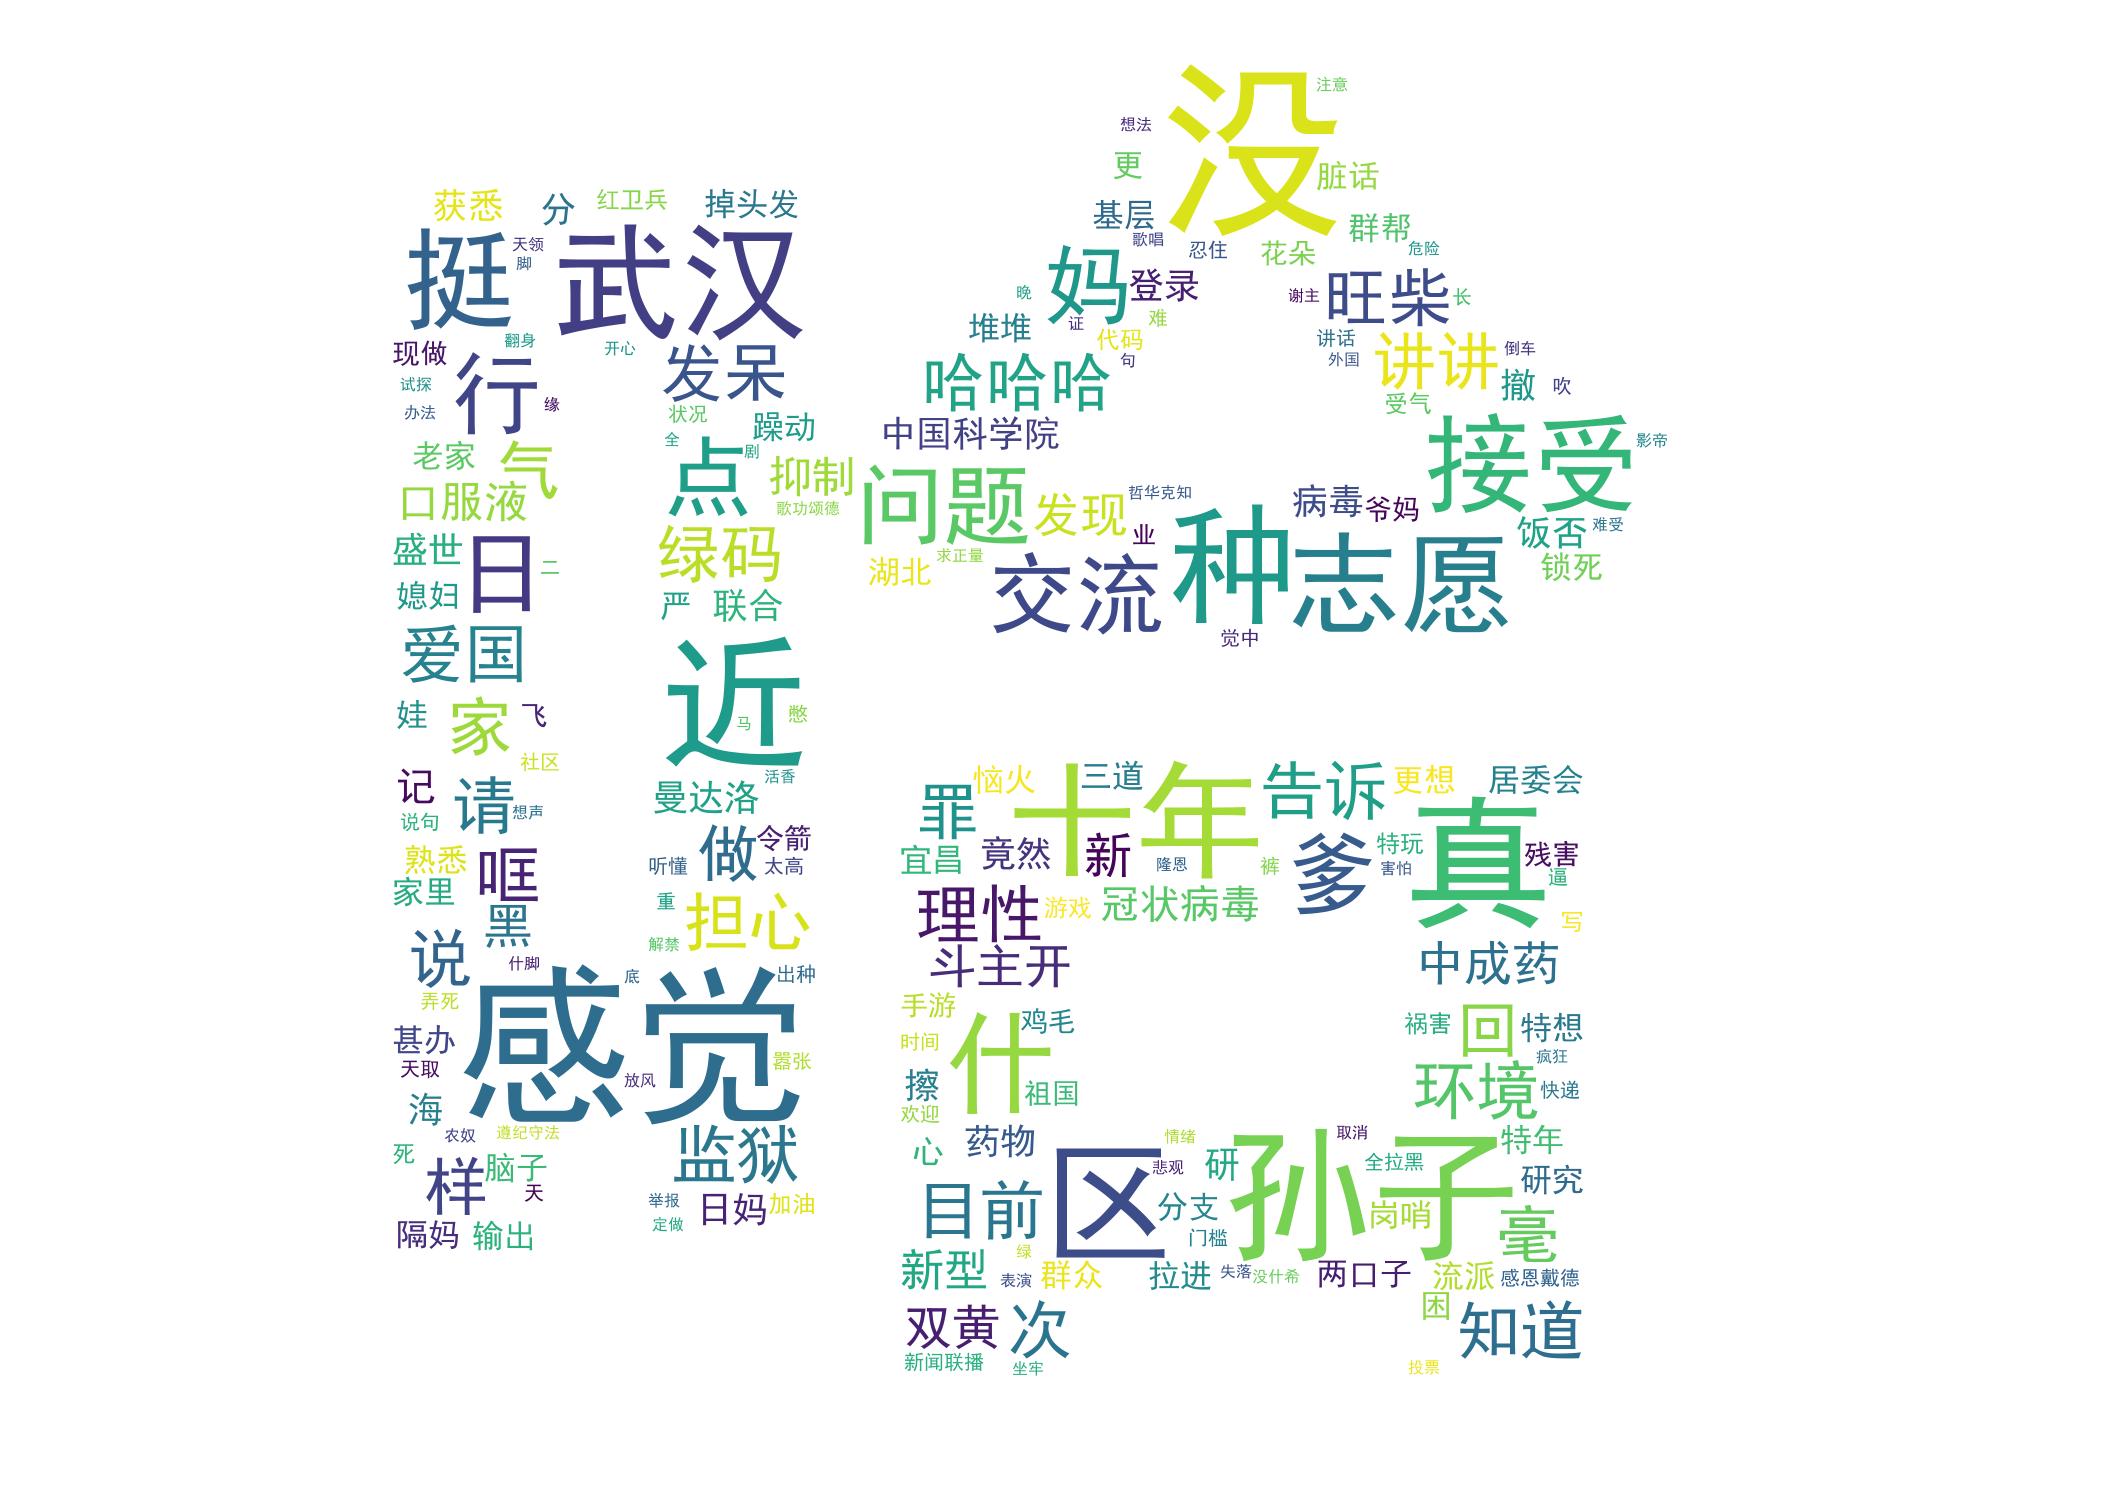 没
注意
想法
更
脏话
基层
群帮
歌唱
忍住
花朵
危险
妈
登录
旺柴
谢主
长
晚
堆堆
证
难
代码
句
讲话
外国
讲讲
倒车
撤
吹
哈哈哈
受气
中国科学院
接受
影帝
问题
发现
哲华克知
病毒
爷妈
业
种
饭否
难受
湖北
求正量
交流
志愿
锁死
觉中
获悉
分
红卫兵
掉头发
挺
天领
脚
武汉
翻身
开心
现做
试探
办法
行
缘
发呆
状况
躁动
全
点
剧
抑制
歌功颂德
老家
气
口服液
绿码
盛世
日
二
媳妇
严
联合
爱国
近
马
憋
娃
家
飞
社区
活香
记
请
想声
说句
曼达洛
做
令箭
听懂
太高
熟悉
哐
家里
黑
重
担心
解禁
说
什脚
底
出种
弄死
感觉
甚办
天取
放风
嚣张
海
农奴
遵纪守法
监狱
死
样
脑子
天
举报
日妈
加油
定做
隔妈
输出
罪
恼火
十年
三道
告诉
更想
居委会
宜昌
竟然
新
隆恩
裤
爹
特玩
害怕
真
残害
逼
写
理性
游戏
冠状病毒
斗主开
中成药
手游
什
鸡毛
时间
擦
祖国
欢迎
祸害
回
特想
疯狂
环境
快递
心
药物
区
情绪
悲观
研
孙子
取消
全拉黑
特年
研究
目前
分支
门槛
岗哨
毫
新型
绿
表演
群众
拉进
失落
没什希
两口子
流派
感恩戴德
困
双黄
次
知道
新闻联播
坐牢
投票